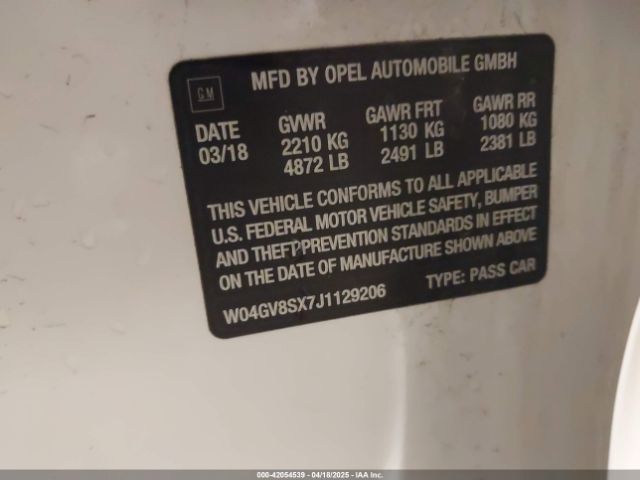 GM
MFD BY OPEL AUTOMOBILE GMBH
DATE GVWR GAWR FRT GAWR RR
03/18 2210 KG 1130 KG 1080 KG
4872 LB 2491 LB 2381 LB
THIS VEHICLE CONFORMS TO ALL APPLICABLE
U.S. FEDERAL MOTOR VEHICLE SAFETY, BUMPER
AND THEFT PREVENTION STANDARDS IN EFFECT
ON THE DATE OF MANUFACTURE SHOWN ABOVE
W04GV8SX7J1129206 TYPE: PASS CAR
000-42054539 - 04/18/2025 - IAA Inc.